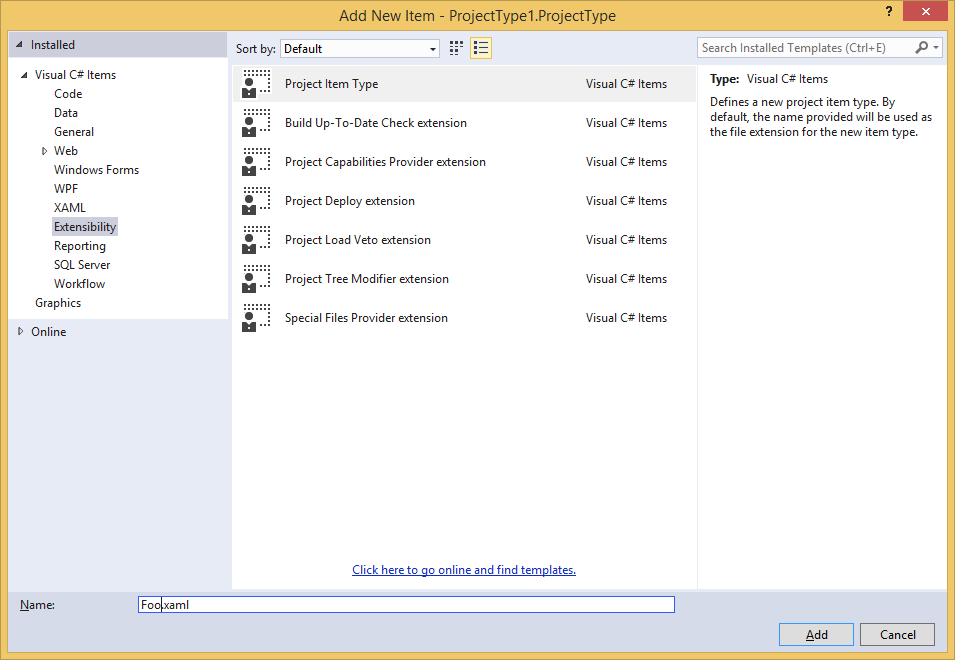 Add New Item - ProjectType1.ProjectType
?
Installed
Visual C# Items
Code
Data
General
Web
Windows Forms
WPF
XAML
Extensibility
Reporting
SQL Server
Workflow
Graphics
Online
Sort by: Default
Search Installed Templates (Ctrl+E)
Project Item Type Visual C# Items
Build Up-To-Date Check extension Visual C# Items
Project Capabilities Provider extension Visual C# Items
Project Deploy extension Visual C# Items
Project Load Veto extension Visual C# Items
Project Tree Modifier extension Visual C# Items
Special Files Provider extension Visual C# Items
Click here to go online and find templates.
Type: Visual C# Items
Defines a new project item type. By
default, the name provided will be used as
the file extension for the new item type.
Name: Foo.xaml
Add Cancel